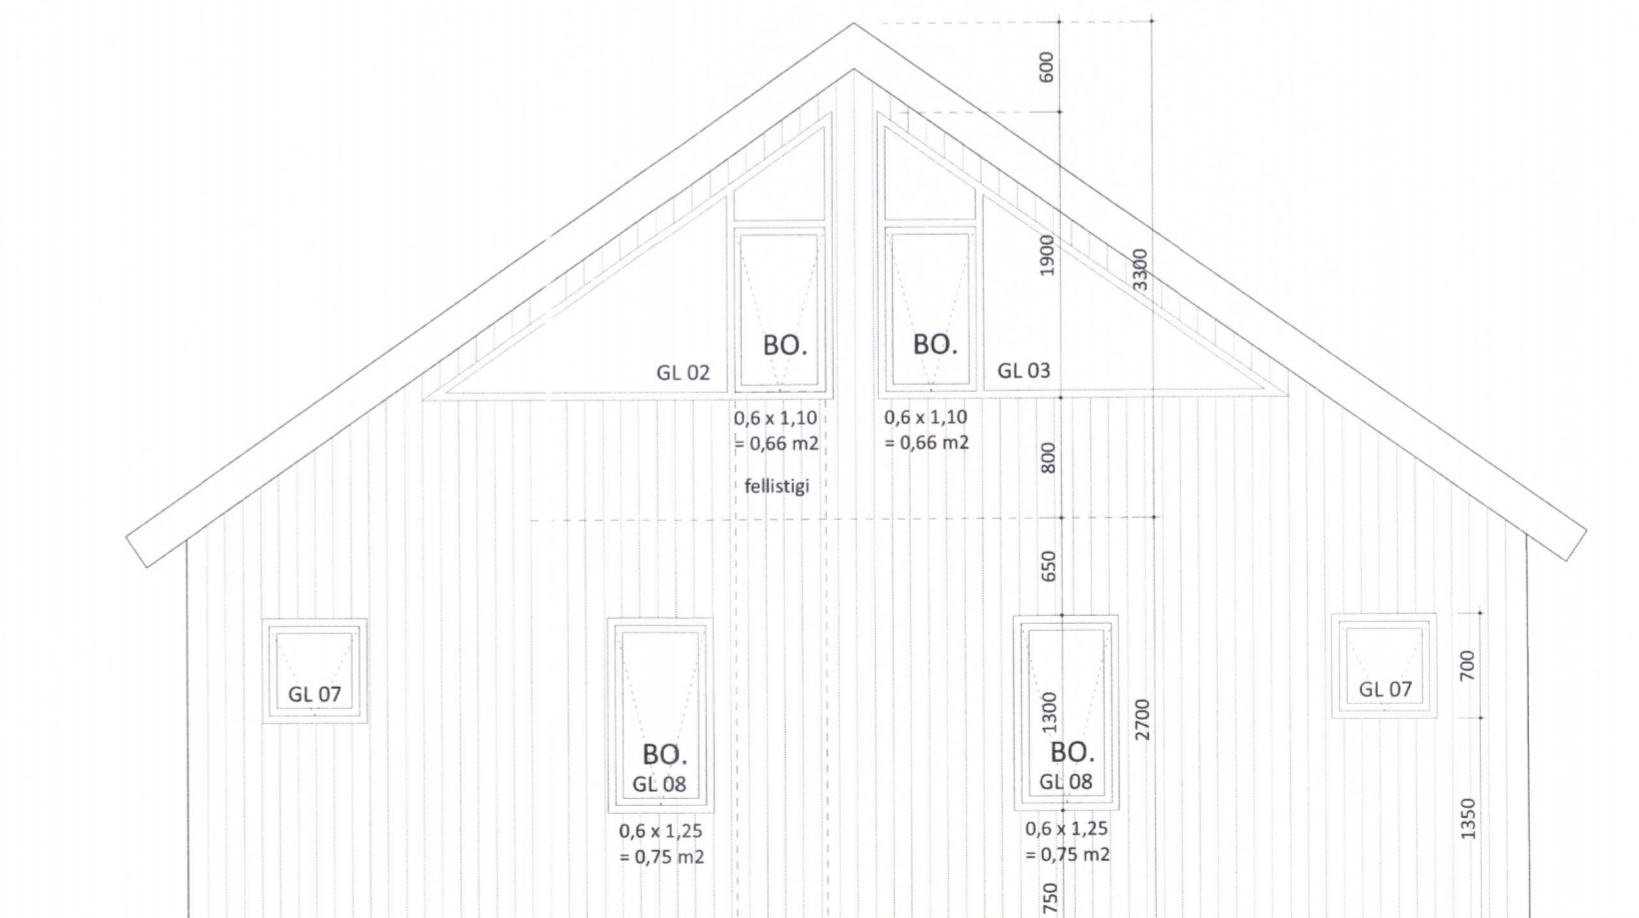 600
1900
3300
BO.
BO.
GL 02
GL 03
0,6 x 1,10
= 0,66 m2
0,6 x 1,10
= 0,66 m2
800
fellistigi
650
GL 07
BO.
GL 08
1300
BO.
GL 08
2700
GL 07
700
0,6 x 1,25
= 0,75 m2
0,6 x 1,25
= 0,75 m2
1350
750